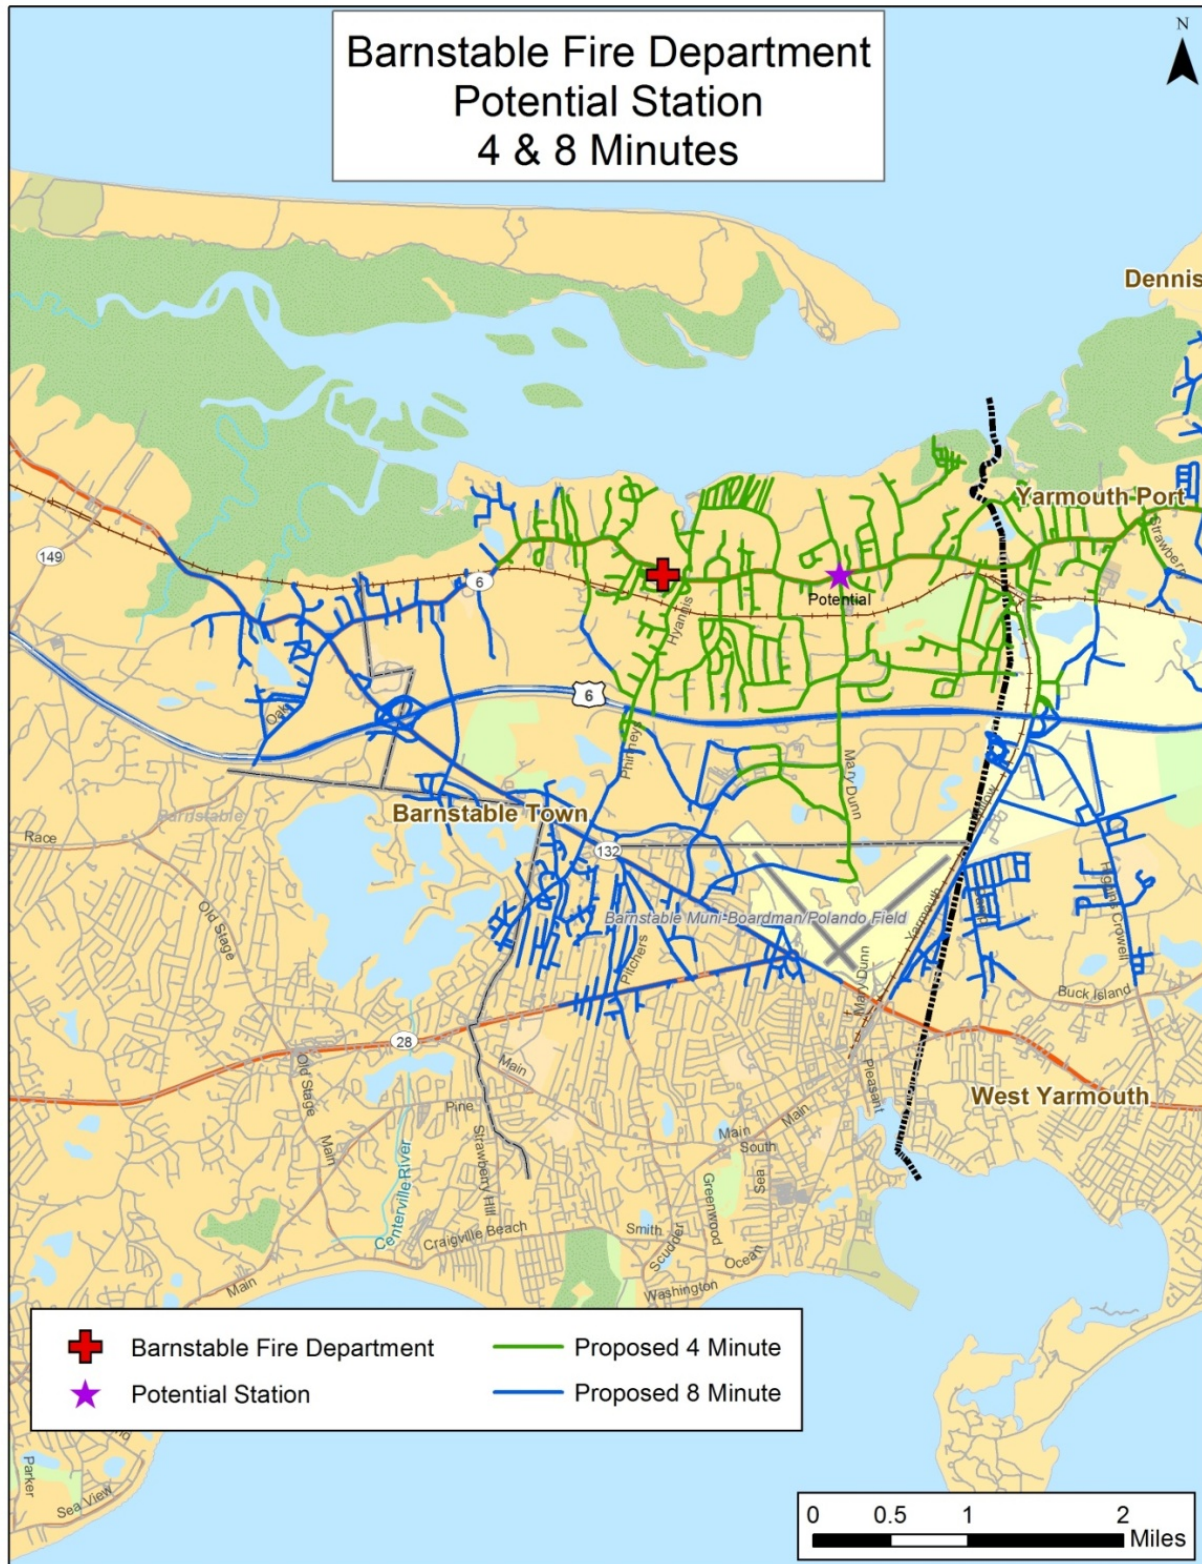 Barnstable Fire Department
Potential Station
4 & 8 Minutes
N
Dennis
Yarmouth Port
Strawberry
149
6
Potential
Hyannis
6
Oak
Phinneys
Mary Dunn
Willow
Barnstable Town
Barnstable
Race
132
Old Stage
Barnstable Muni-Boardman/Polando Field
Pitchers
Yarmouth
Higgins Crowell
Mary Dunn
Buck Island
28
Old Stage
Main
Pleasant
West Yarmouth
Pine
Main
Main
South
Main
Strawberry Hill
Sea
Greenwood
Centerville River
Craigville Beach
Smith
Scudder
Ocean
Washington
Main
Barnstable Fire Department
Proposed 4 Minute
Potential Station
Proposed 8 Minute
Parker
Sea View
0 0.5 1 2
Miles